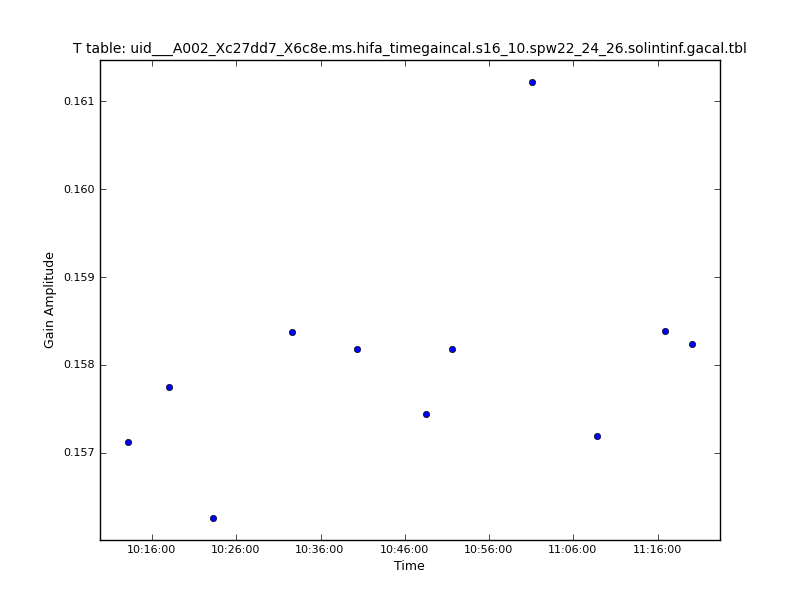 T table: uid___A002_Xc27dd7_X6c8e.ms.hifa_timegaincal.s16_10.spw22_24_26.solintinf.gacal.tbl
0.161
0.160
0.159
0.158
0.157
Gain Amplitude
10:16:00 10:26:00 10:36:00 10:46:00 10:56:00 11:06:00 11:16:00
Time